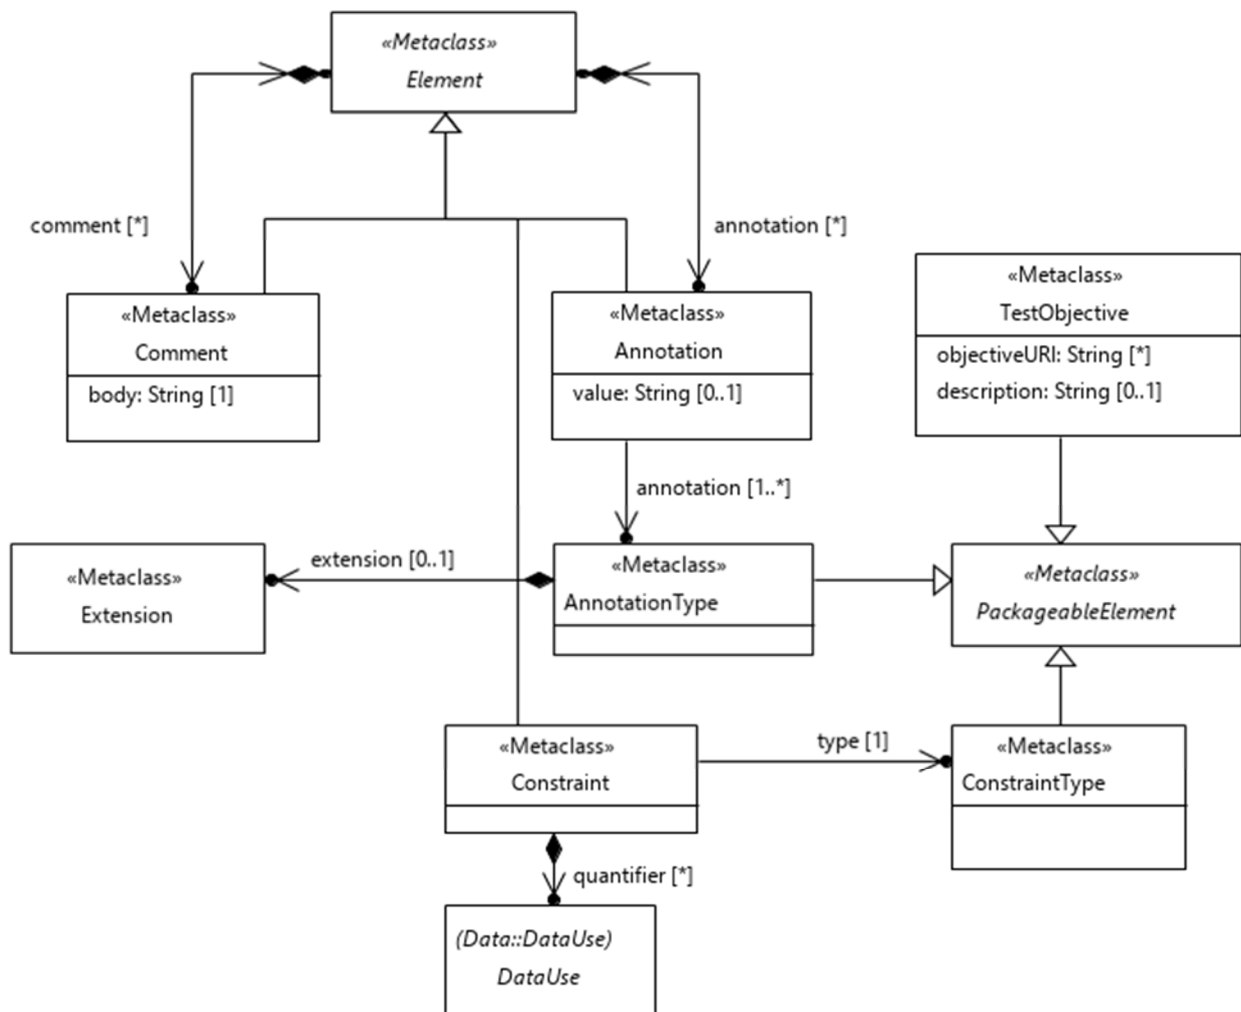 «Metaclass»
Element
comment [*]
annotation [*]
«Metaclass»
Comment
body: String [1]
«Metaclass»
Annotation
value: String [0..1]
«Metaclass»
TestObjective
objectiveURI: String [*]
description: String [0..1]
annotation [1..*]
«Metaclass»
Extension
extension [0..1]
«Metaclass»
AnnotationType
«Metaclass»
PackageableElement
«Metaclass»
Constraint
type [1]
«Metaclass»
ConstraintType
quantifier [*]
(Data::DataUse)
DataUse